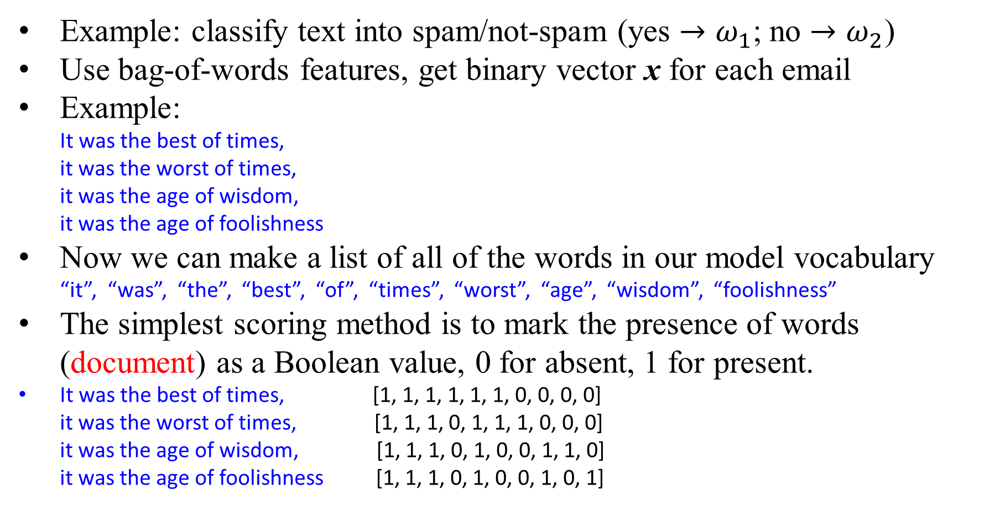 • Example: classify text into spam/not-spam (yes → ω₁; no → ω₂)
• Use bag-of-words features, get binary vector x for each email
• Example:
It was the best of times,
it was the worst of times,
it was the age of wisdom,
it was the age of foolishness
• Now we can make a list of all of the words in our model vocabulary
“it”, “was”, “the”, “best”, “of”, “times”, “worst”, “age”, “wisdom”, “foolishness”
• The simplest scoring method is to mark the presence of words
(document) as a Boolean value, 0 for absent, 1 for present.
• It was the best of times, [1, 1, 1, 1, 1, 1, 0, 0, 0, 0]
it was the worst of times, [1, 1, 1, 0, 1, 1, 1, 0, 0, 0]
it was the age of wisdom, [1, 1, 1, 0, 1, 0, 0, 1, 1, 0]
it was the age of foolishness [1, 1, 1, 0, 1, 0, 0, 1, 0, 1]